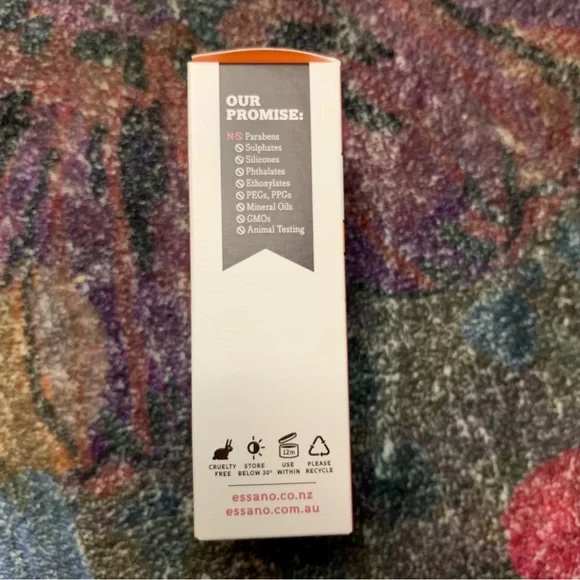 OUR
PROMISE:
NO Parabens
Sulphates
Silicones
Phthalates
Ethoxylates
PEGs, PPGs
Mineral Oils
GMOs
Animal Testing
12m
CRUELTY FREE
STORE BELOW 30°
USE WITHIN
PLEASE RECYCLE
essano.co.nz
essano.com.au